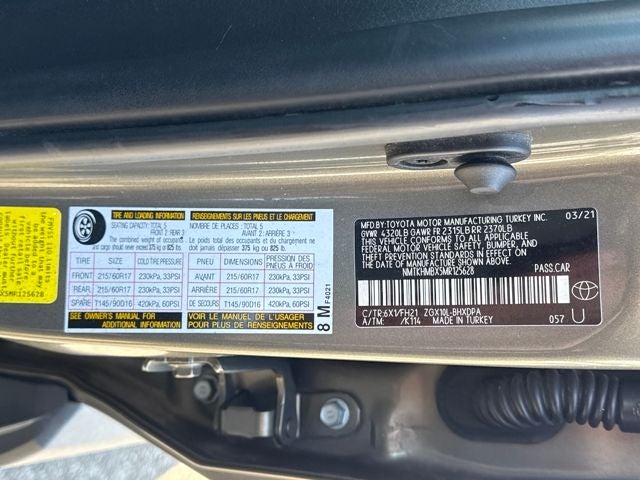 FMVSS 110 limits
5MR125628
TIRE AND LOADING INFORMATION
SEATING CAPACITY: TOTAL 5
FRONT 2 : REAR 3
The combined weight of occupants
and cargo should never exceed 375 kg or 825 lbs.
TIRE SIZE COLD TIRE PRESSURE
FRONT 215/60R17 230kPa, 33PSI
REAR 215/60R17 230kPa, 33PSI
SPARE T145/90D16 420kPa, 60PSI
SEE OWNER'S MANUAL FOR
ADDITIONAL INFORMATION
RENSEIGNEMENTS SUR LES PNEUS ET LE CHARGEMENT
NOMBRE DE PLACES: TOTAL 5
AVANT 2 : ARRIÈRE 3
Le poids total des occupants et du chargement
ne doit jamais dépasser 375 kg ou 825 lbs.
PNEU DIMENSION PRESSION DES PNEUS À FROID
AVANT 215/60R17 230kPa, 33PSI
ARRIÈRE 215/60R17 230kPa, 33PSI
DE SECOURS T145/90D16 420kPa, 60PSI
VOIR LE MANUEL DE L'USAGER
POUR PLUS DE RENSEIGNEMENTS
8 M F4021
MFD.BY:TOYOTA MOTOR MANUFACTURING TURKEY INC. 03/21
GVWR 4320LB GAWR FR 2315LB RR 2370LB
THIS VEHICLE CONFORMS TO ALL APPLICABLE
FEDERAL MOTOR VEHICLE SAFETY, BUMPER, AND
THEFT PREVENTION STANDARDS IN EFFECT ON THE
DATE OF MANUFACTURE SHOWN ABOVE.
NMTKHMBX5MR125628 PASS.CAR
C/TR:6X1/FH21 ZGX10L-BHXDPA
A/TM: /K114 MADE IN TURKEY 057 U